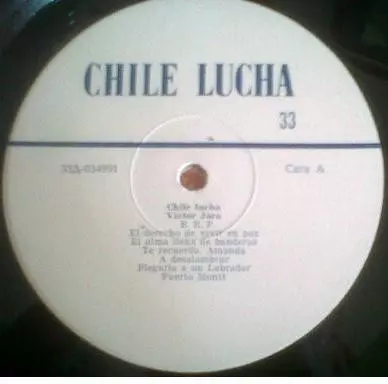 CHILE LUCHA
33
Cara A
Chile lucha
Victor Jara
B. R. P
El derecho de vivir en paz
El alma llena de banderas
Te recuerdo, Amanda
A desalambrar
Plegaria a un Labrador
Puerto Montt